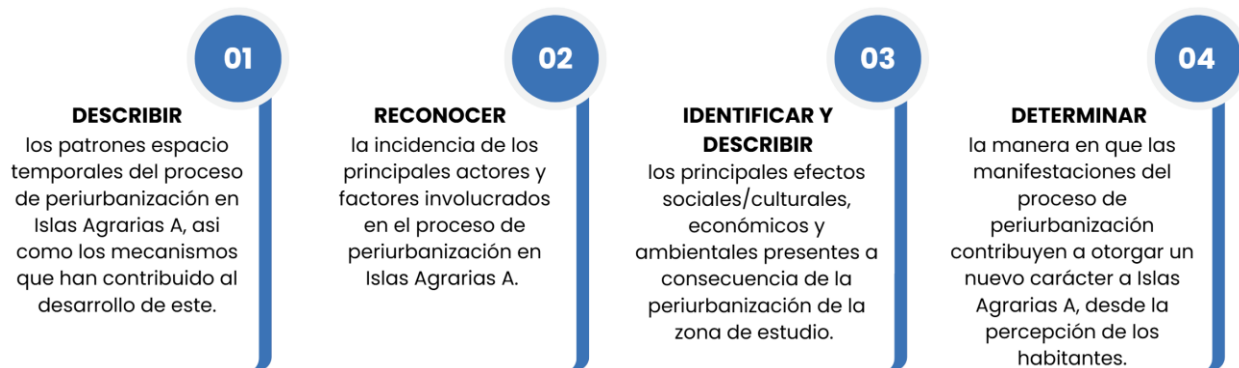 01
DESCRIBIR
los patrones espacio
temporales del proceso
de periurbanización en
Islas Agrarias A, asi
como los mecanismos
que han contribuido al
desarrollo de este.
02
RECONOCER
la incidencia de los
principales actores y
factores involucrados
en el proceso de
periurbanización en
Islas Agrarias A.
03
IDENTIFICAR Y
DESCRIBIR
los principales efectos
sociales/culturales,
económicos y
ambientales presentes a
consecuencia de la
periurbanización de la
zona de estudio.
04
DETERMINAR
la manera en que las
manifestaciones del
proceso de
periurbanización
contribuyen a otorgar un
nuevo carácter a Islas
Agrarias A, desde la
percepción de los
habitantes.